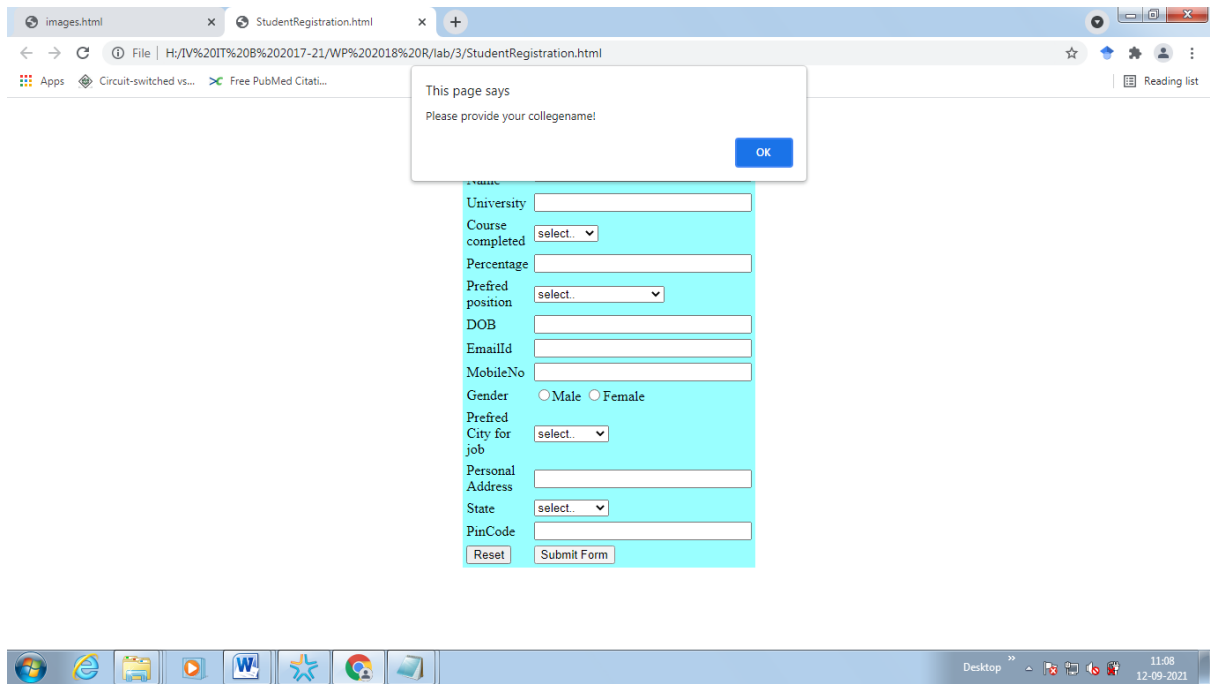 images.html
StudentRegistration.html
File | H:/IV%20IT%20B%202017-21/WP%202018%20R/lab/3/StudentRegistration.html
Apps Circuit-switched vs... Free PubMed Citati... Reading list
This page says
Please provide your collegename!
OK
Name
University
Course
completed select..
Percentage
Prefred
position select..
DOB
EmailId
MobileNo
Gender Male Female
Prefred
City for
job select..
Personal
Address
State select..
PinCode
Reset Submit Form
Desktop 11:08
12-09-2021